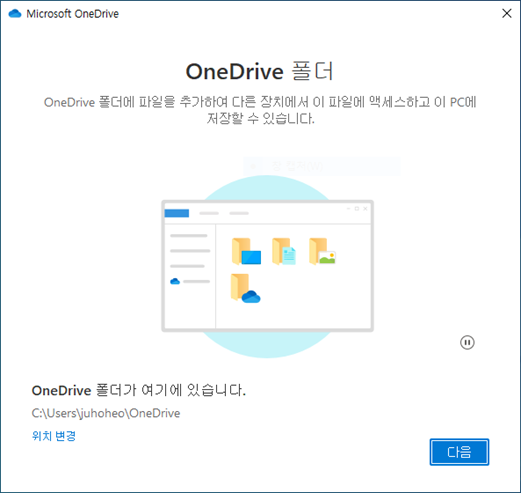 Microsoft OneDrive
OneDrive 폴더
OneDrive 폴더에 파일을 추가하여 다른 장치에서 이 파일에 액세스하고 이 PC에
저장할 수 있습니다.
OneDrive 폴더가 여기에 있습니다.
C:\Users\juhoheo\OneDrive
위치 변경
다음